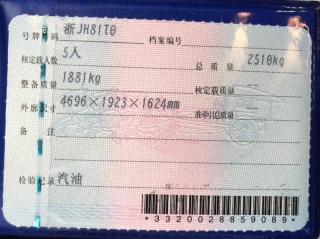 号牌号码 浙JH81T0 档案编号
核定载人数 5人 总质量 2510kg
整备质量 1881kg 核定载质量
外廓尺寸 4696×1923×1624mm 准牵引总质量
备注
检验记录 汽油
*3320028859089*